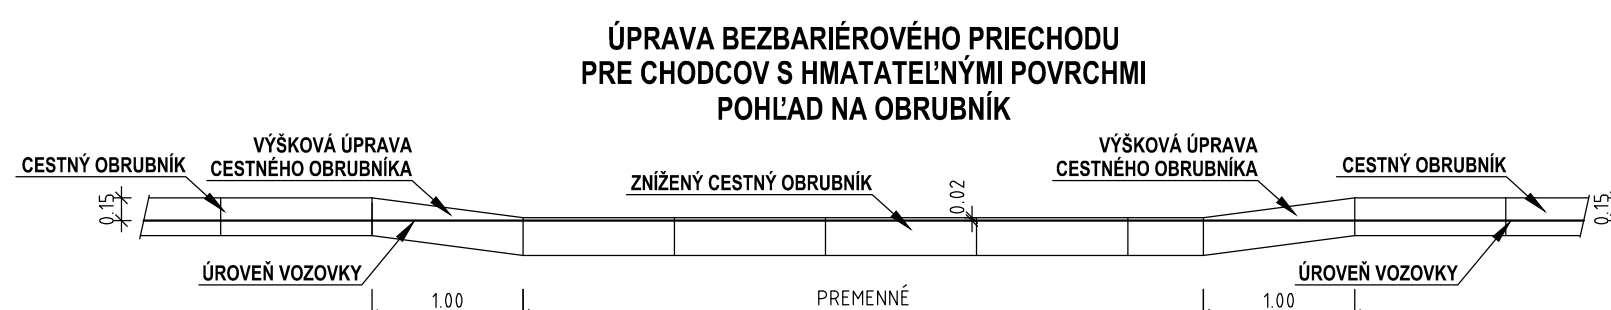 ÚPRAVA BEZBARIÉROVÉHO PRIECHODU
PRE CHODCOV S HMATATEĽNÝMI POVRCHMI
POHĽAD NA OBRUBNÍK
CESTNÝ OBRUBNÍK
VÝŠKOVÁ ÚPRAVA
CESTNÉHO OBRUBNÍKA
ZNÍŽENÝ CESTNÝ OBRUBNÍK
VÝŠKOVÁ ÚPRAVA
CESTNÉHO OBRUBNÍKA
CESTNÝ OBRUBNÍK
0.15
0.02
0.15
ÚROVEŇ VOZOVKY
ÚROVEŇ VOZOVKY
1.00
PREMENNÉ
1.00